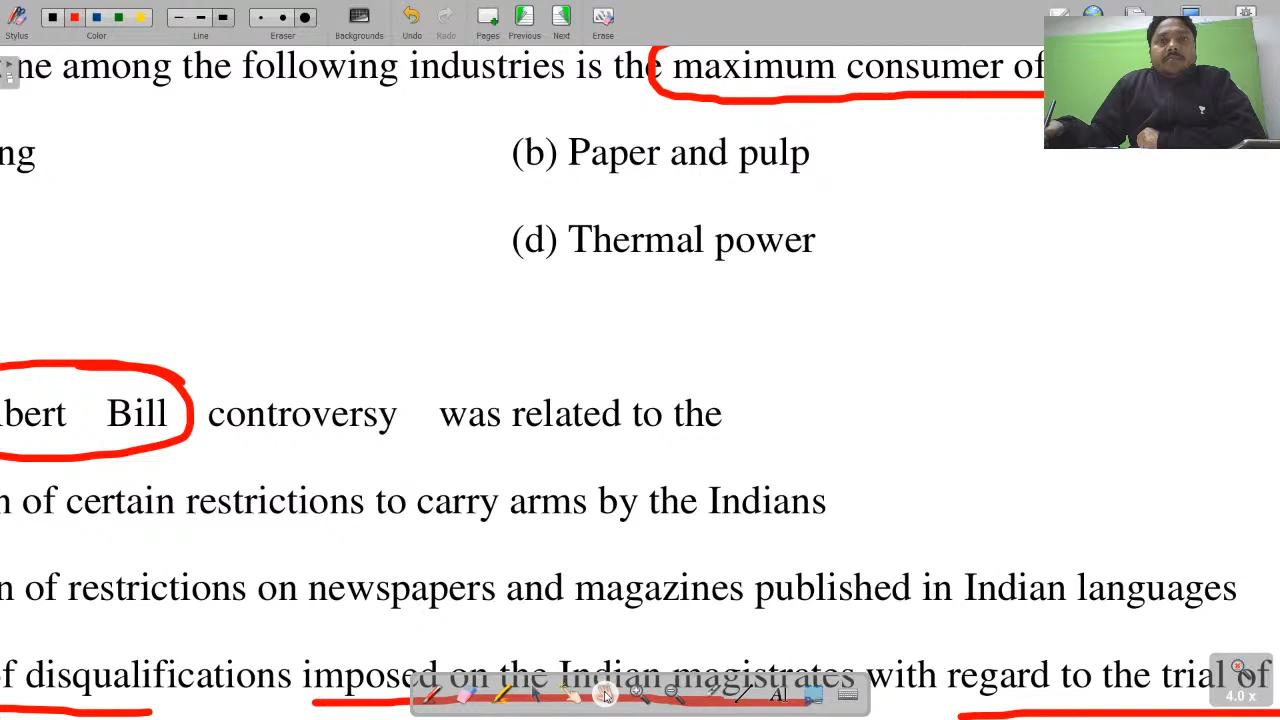 Stylus Color Line Eraser Backgrounds Undo Redo Pages Previous Next Erase
ne among the following industries is the maximum consumer of
ng
(b) Paper and pulp
(d) Thermal power
bert Bill controversy was related to the
n of certain restrictions to carry arms by the Indians
n of restrictions on newspapers and magazines published in Indian languages
f disqualifications imposed on the Indian magistrates with regard to the trial of
4.0 x